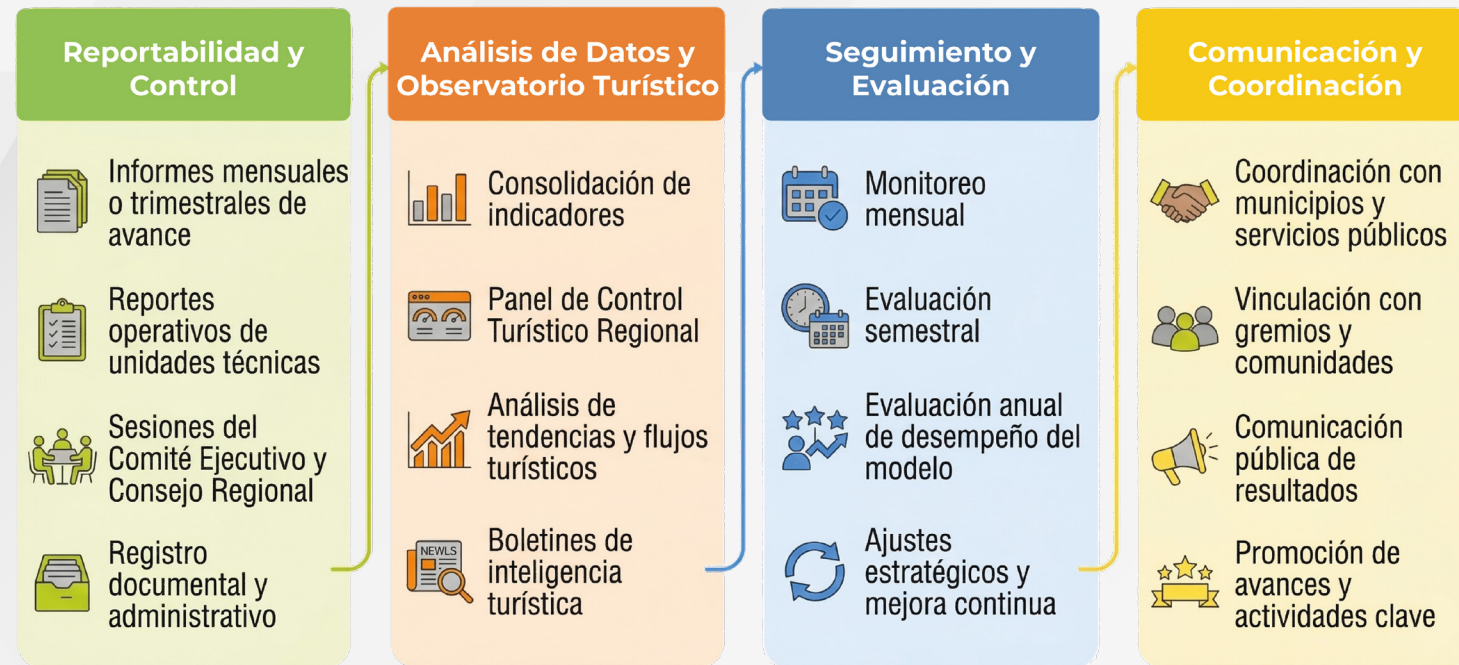 Reportabilidad y
Control
Informes mensuales
o trimestrales de
avance
Reportes
operativos de
unidades técnicas
Sesiones del
Comité Ejecutivo y
Consejo Regional
Registro
documental y
administrativo
Análisis de Datos y
Observatorio Turístico
Consolidación de
indicadores
Panel de Control
Turístico Regional
Análisis de
tendencias y flujos
turísticos
NEWLS
Boletines de
inteligencia
turística
Seguimiento y
Evaluación
Monitoreo
mensual
Evaluación
semestral
Evaluación anual
de desempeño del
modelo
Ajustes
estratégicos y
mejora continua
Comunicación y
Coordinación
Coordinación con
municipios y
servicios públicos
Vinculación con
gremios y
comunidades
Comunicación
pública de
resultados
Promoción de
avances y
actividades clave